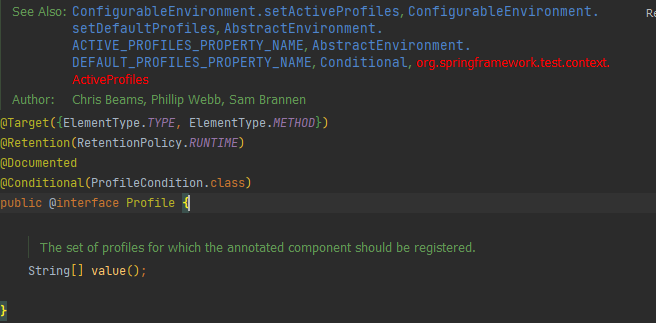 See Also: ConfigurableEnvironment.setActiveProfiles, ConfigurableEnvironment. Re
setDefaultProfiles, AbstractEnvironment.
ACTIVE_PROFILES_PROPERTY_NAME, AbstractEnvironment.
DEFAULT_PROFILES_PROPERTY_NAME, Conditional, org.springframework.test.context.
ActiveProfiles
Author: Chris Beams, Phillip Webb, Sam Brannen
@Target({ElementType.TYPE, ElementType.METHOD})
@Retention(RetentionPolicy.RUNTIME)
@Documented
@Conditional(ProfileCondition.class)
public @interface Profile {
The set of profiles for which the annotated component should be registered.
String[] value();
}